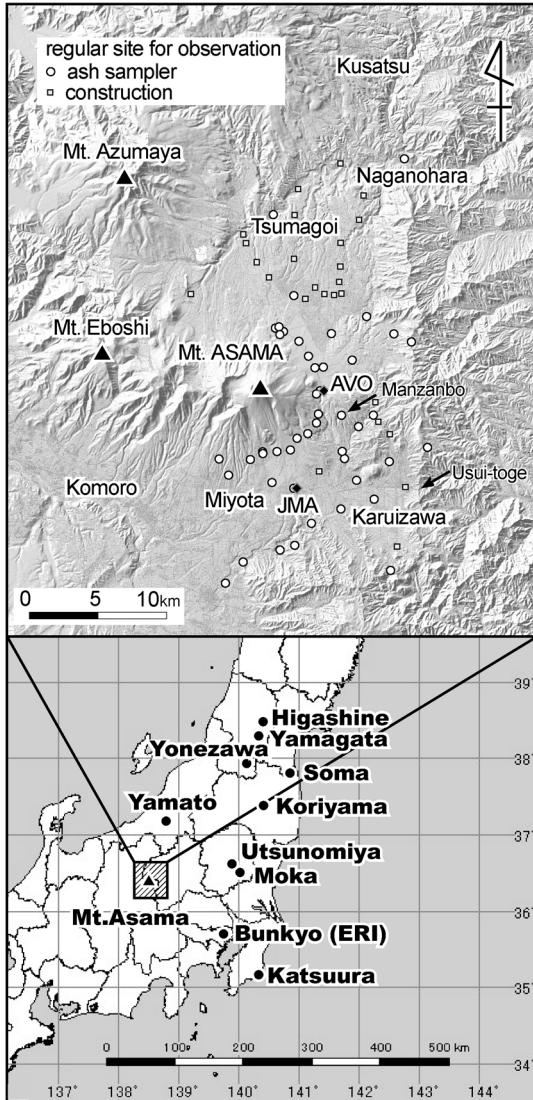 regular site for observation
ash sampler
construction
Kusatsu
Mt. Azumaya
Naganohara
Tsumagoi
Mt. Eboshi
Mt. ASAMA
AVO
Manzanbo
Komoro
Miyota
JMA
Usui-toge
Karuizawa
0 5 10km
39°
Higashine
Yamagata
Yonezawa
Soma
Yamato
Koriyama
37°
Utsunomiya
Moka
Mt.Asama
36°
Bunkyo (ERI)
Katsuura
35°
0 100 200 300 400 500 km
34°
137° 138° 139° 140° 141° 142° 143° 144°